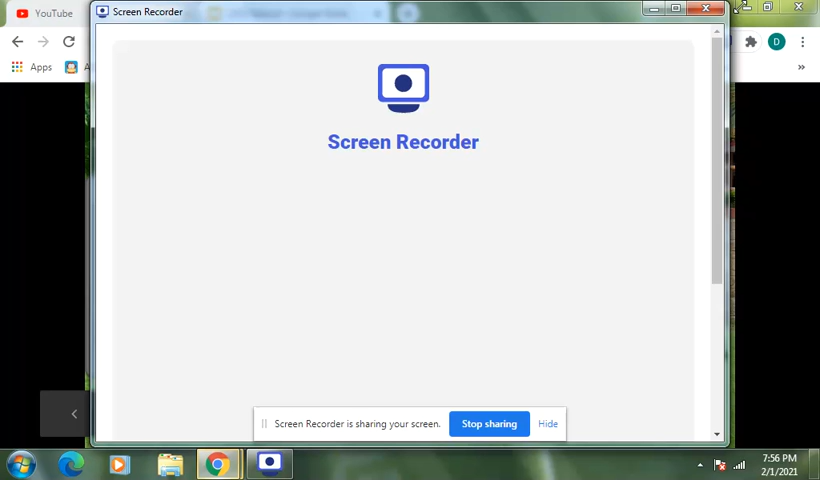 YouTube
Screen Recorder
D
Apps
»
Screen Recorder
Screen Recorder is sharing your screen.
Stop sharing
Hide
7:56 PM
2/1/2021